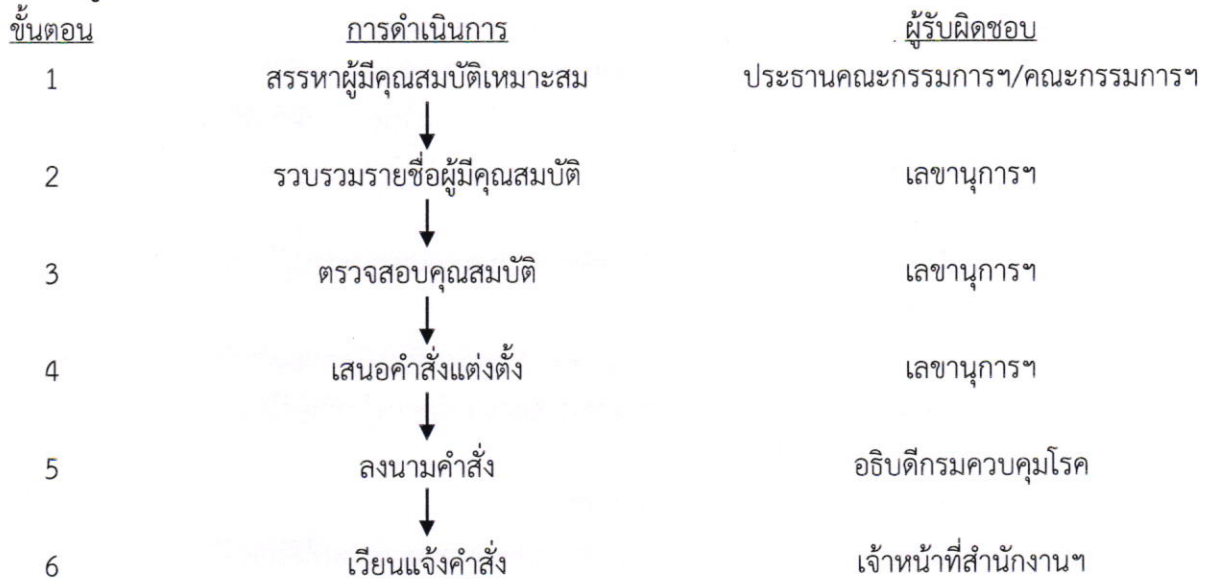 ขั้นตอน การดำเนินการ ผู้รับผิดชอบ
1 สรรหาผู้มีคุณสมบัติเหมาะสม ประธานคณะกรรมการฯ/คณะกรรมการฯ
2 รวบรวมรายชื่อผู้มีคุณสมบัติ เลขานุการฯ
3 ตรวจสอบคุณสมบัติ เลขานุการฯ
4 เสนอคำสั่งแต่งตั้ง เลขานุการฯ
5 ลงนามคำสั่ง อธิบดีกรมควบคุมโรค
6 เวียนแจ้งคำสั่ง เจ้าหน้าที่สำนักงานฯ